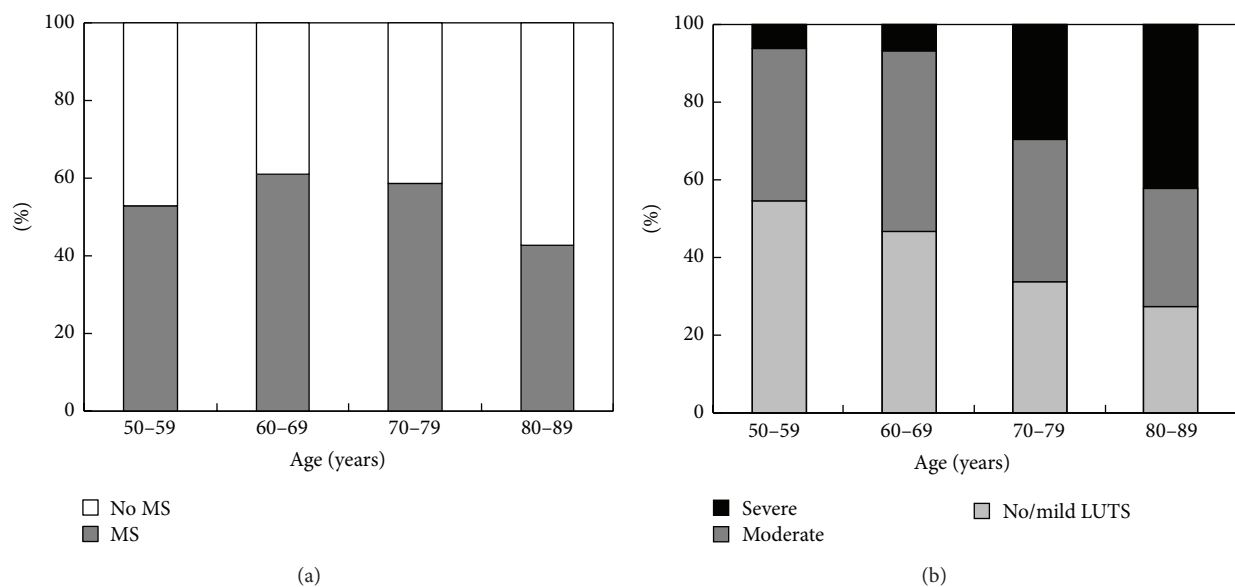 100
80
60
40
20
0
(%)
50–59
60–69
70–79
80–89
Age (years)
No MS
MS
(a)
100
80
60
40
20
0
(%)
50–59
60–69
70–79
80–89
Age (years)
Severe
Moderate
No/mild LUTS
(b)